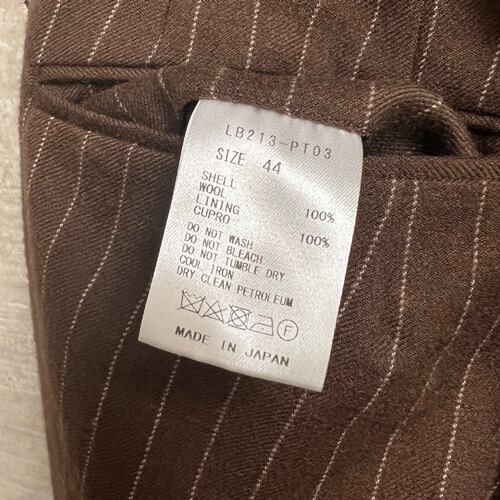 LB213-PT03
SIZE 44
SHELL
WOOL 100%
LINING
CUPRO 100%
DO NOT WASH
DO NOT BLEACH
DO NOT TUMBLE DRY
COOL IRON
DRY CLEAN PETROLEUM
F
MADE IN JAPAN